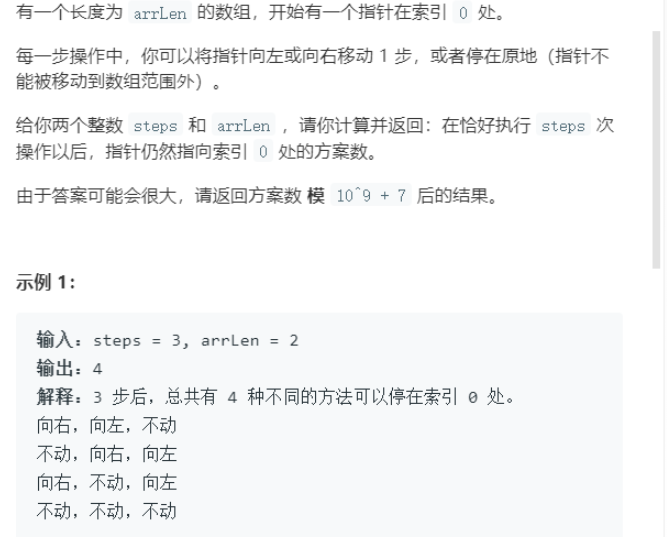 有一个长度为 arrLen 的数组，开始有一个指针在索引 0 处。
每一步操作中，你可以将指针向左或向右移动 1 步，或者停在原地（指针不
能被移动到数组范围外）。
给你两个整数 steps 和 arrLen ，请你计算并返回：在恰好执行 steps 次
操作以后，指针仍然指向索引 0 处的方案数。
由于答案可能会很大，请返回方案数 模 10^9 + 7 后的结果。
示例 1：
输入：steps = 3, arrLen = 2
输出：4
解释：3 步后，总共有 4 种不同的方法可以停在索引 0 处。
向右，向左，不动
不动，向右，向左
向右，不动，向左
不动，不动，不动